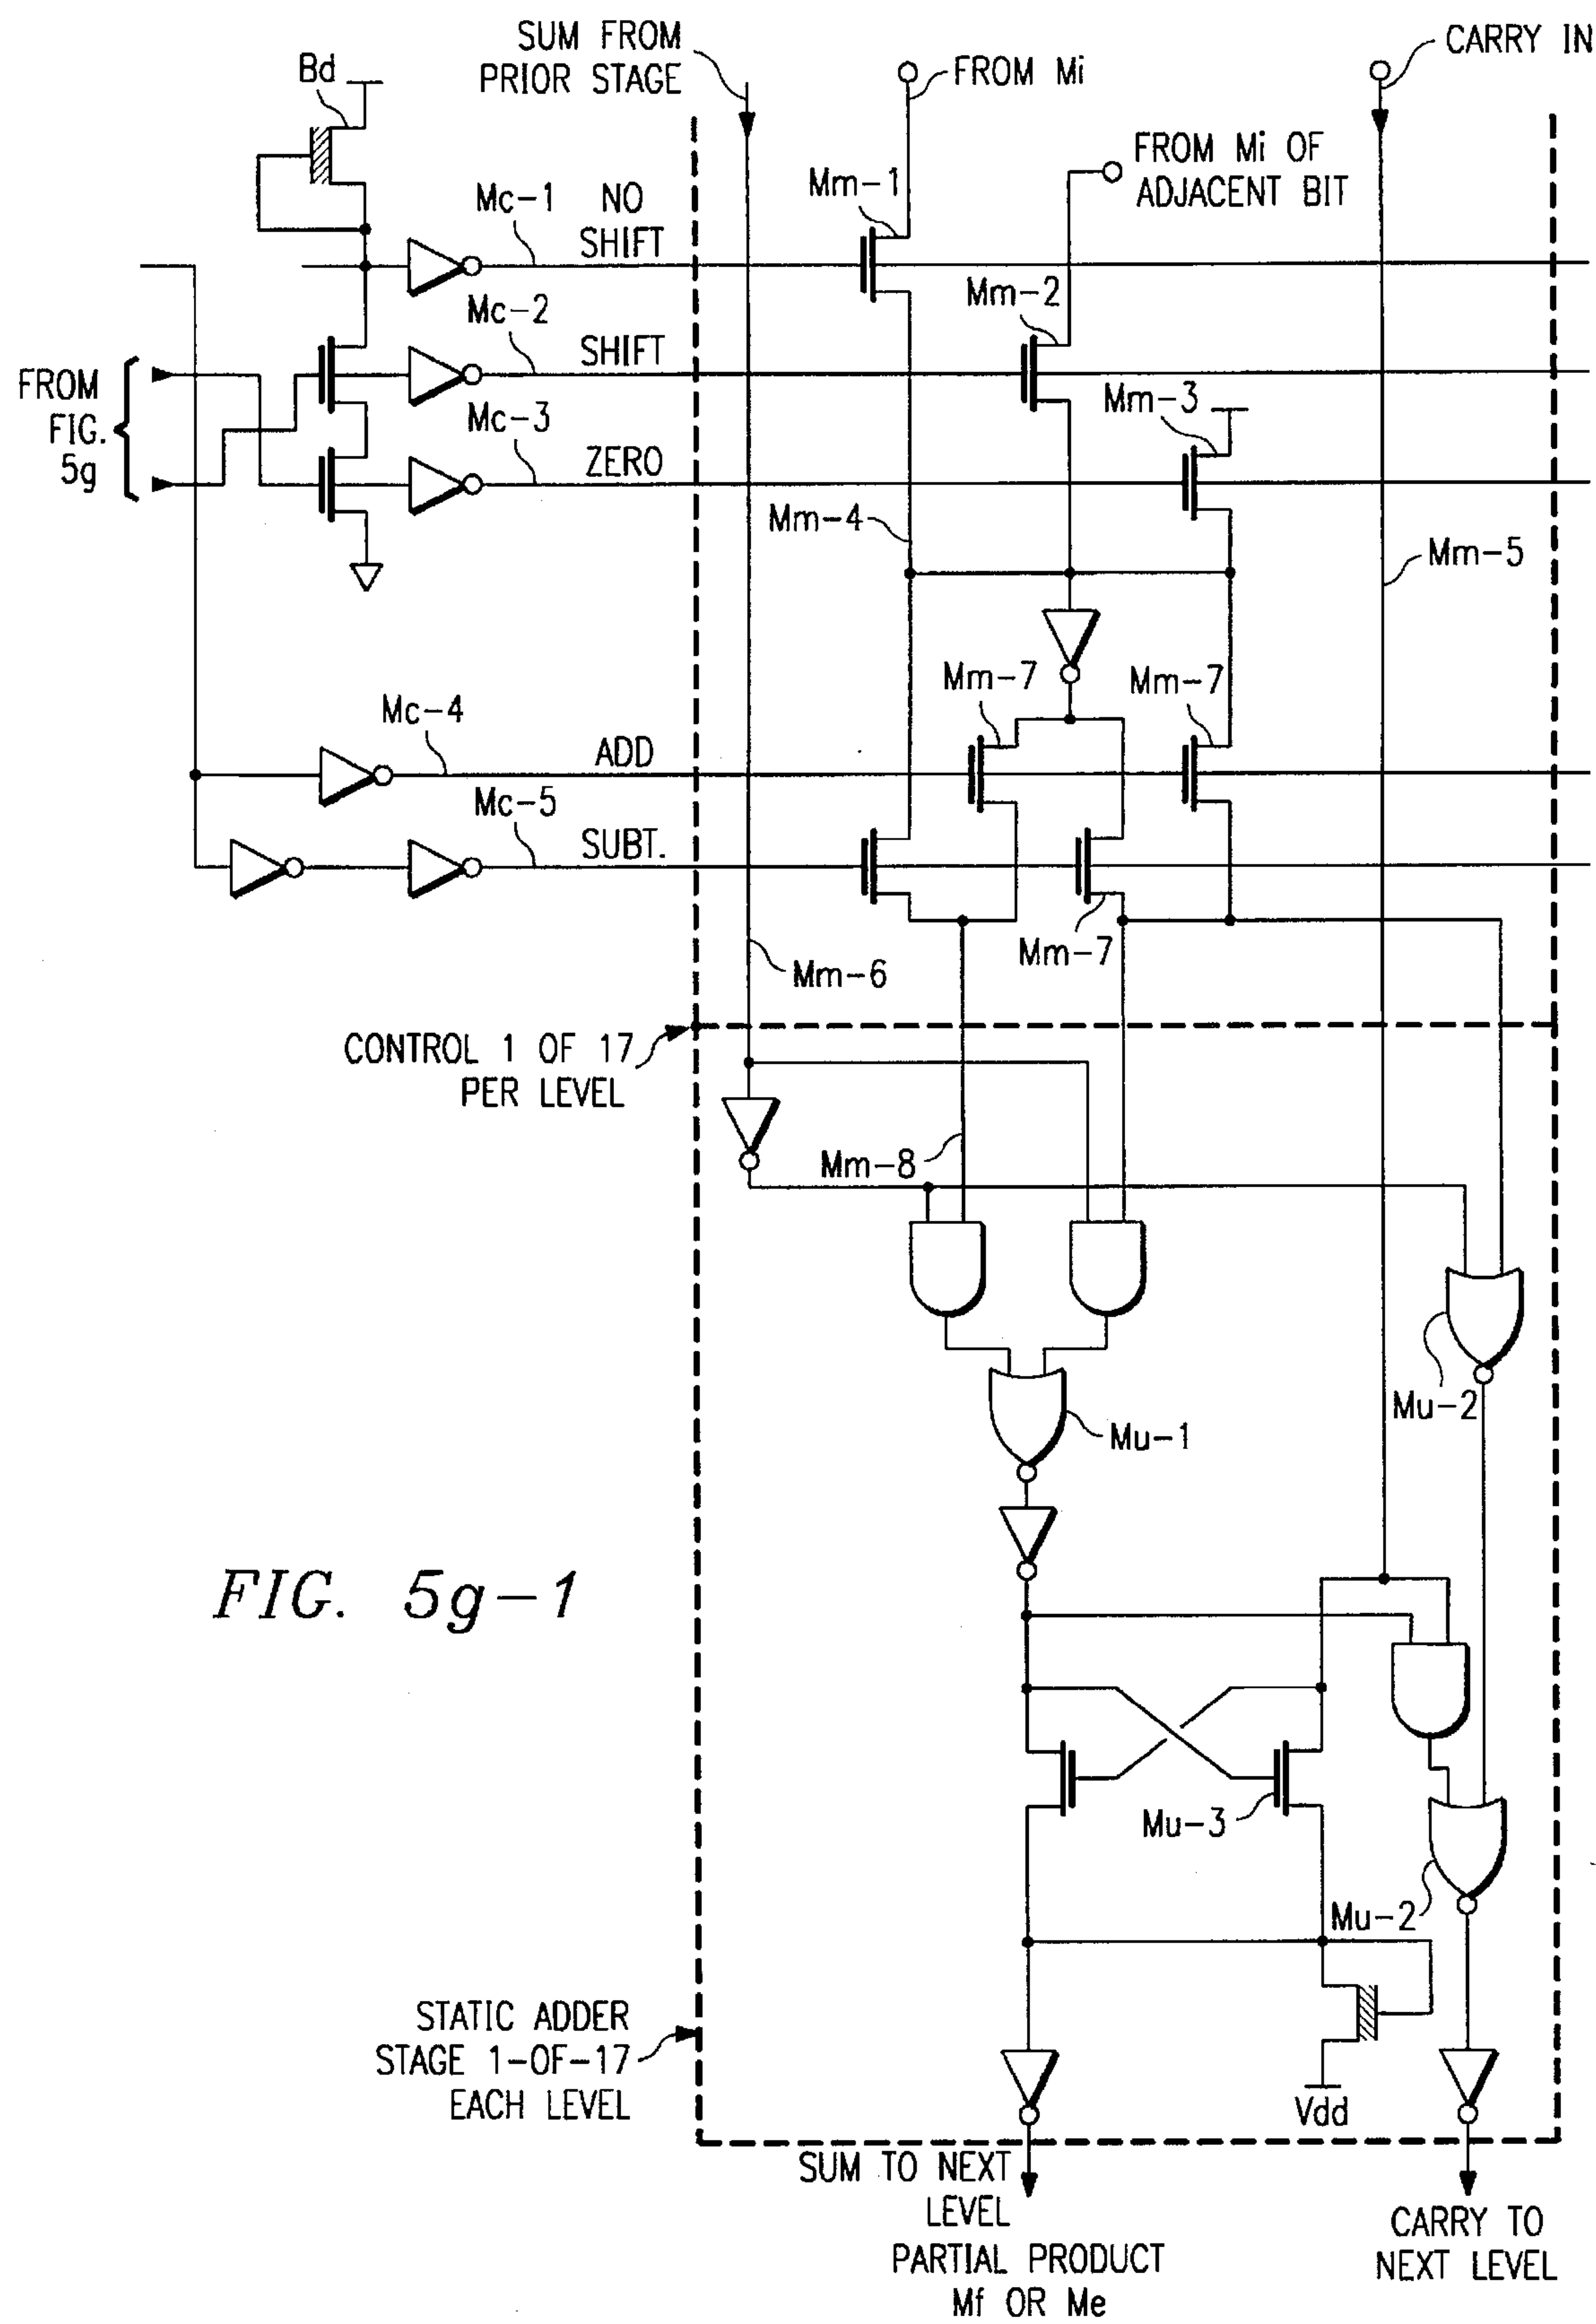 SUM FROM
PRIOR STAGE
FROM Mi
CARRY IN
Bd
FROM Mi OF
ADJACENT BIT
Mm-1
Mc-1
NO
SHIFT
Mm-2
Mc-2
SHIFT
FROM
FIG.
5g
Mc-3
Mm-3
ZERO
Mm-4
Mm-5
Mm-7
Mm-7
Mc-4
ADD
Mc-5
SUBT.
Mm-7
Mm-6
CONTROL 1 OF 17
PER LEVEL
Mm-8
Mu-2
Mu-1
FIG. 5g-1
Mu-3
Mu-2
STATIC ADDER
STAGE 1-OF-17
EACH LEVEL
Vdd
SUM TO NEXT
LEVEL
PARTIAL PRODUCT
Mf OR Me
CARRY TO
NEXT LEVEL